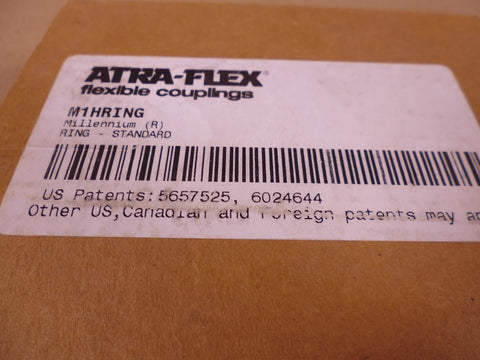 ATRA-FLEX®
flexible couplings
M1HRING
Millennium (R)
RING - STANDARD
US Patents:5657525, 6024644
Other US,Canadian and Foreign patents may